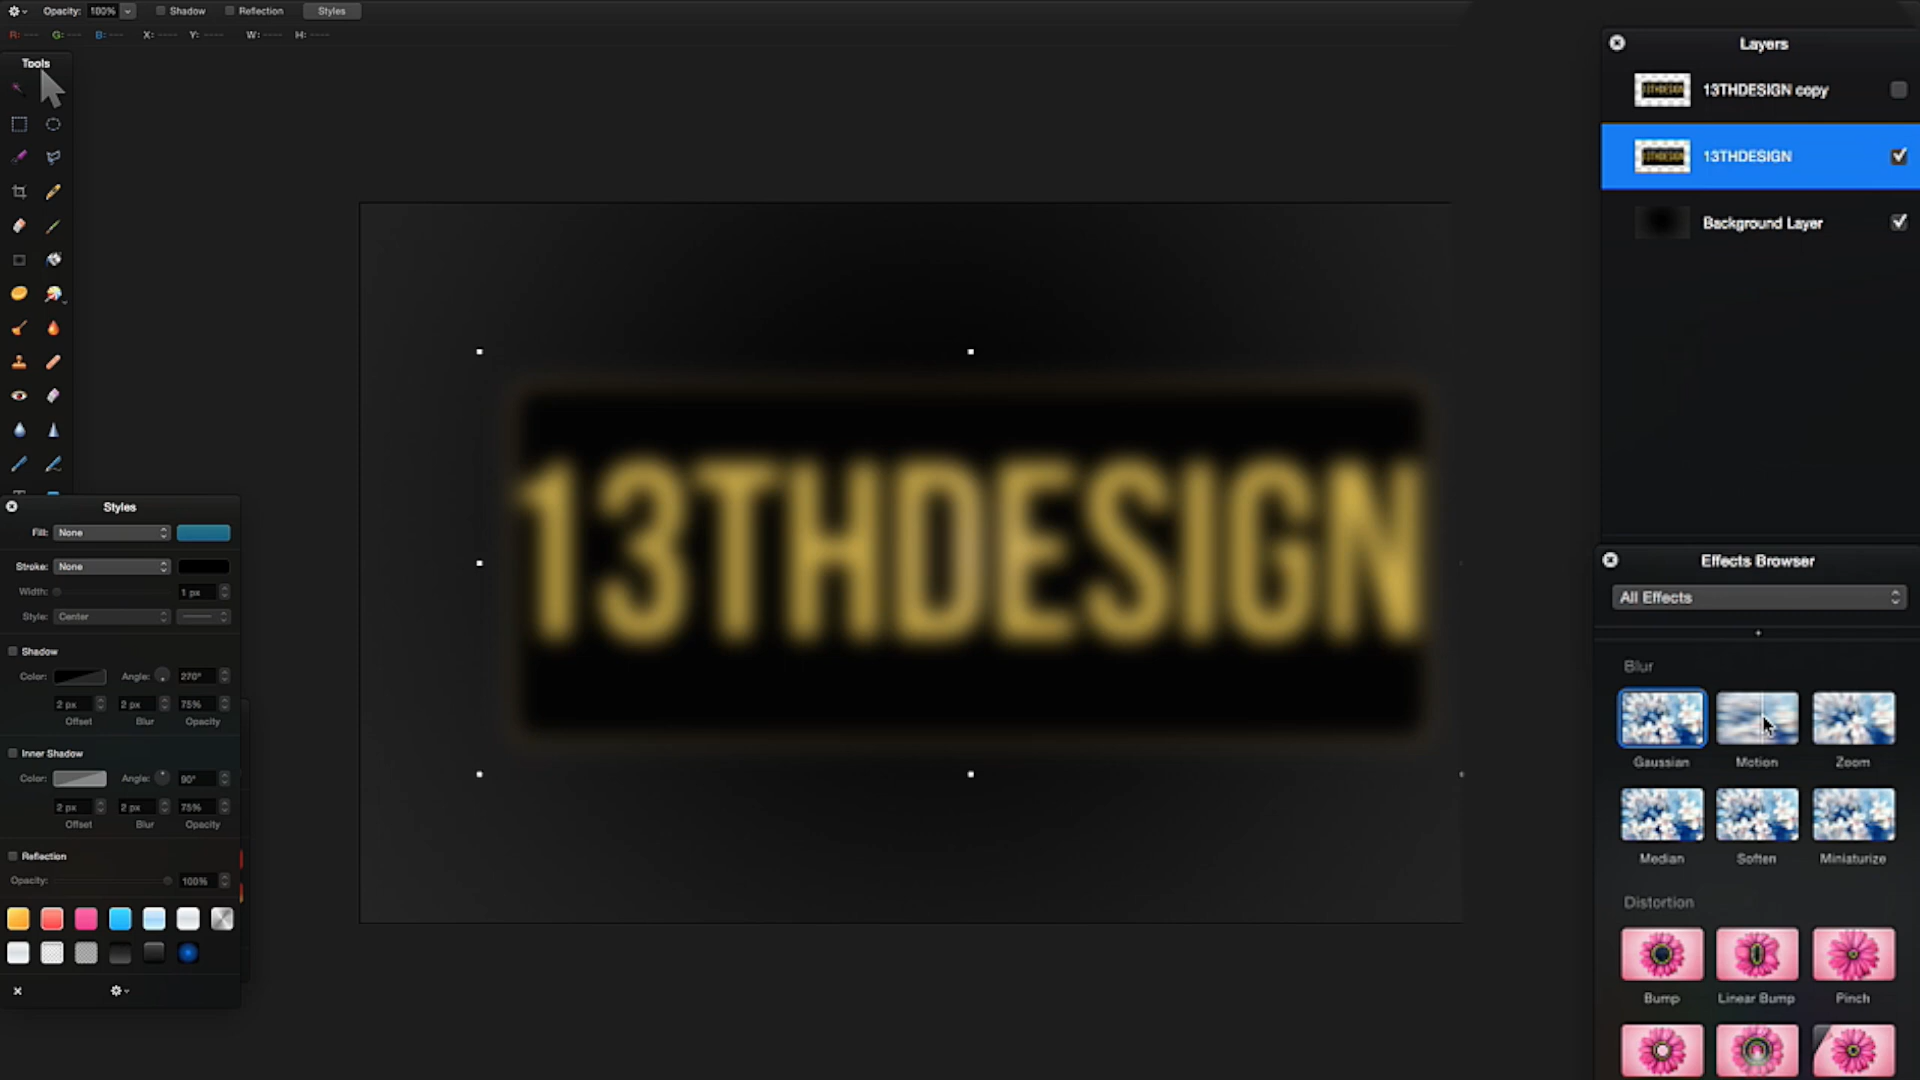 Opacity: 100% Shadow Reflection Styles
R: --- G: --- B: --- X: ---- Y: ---- W: ---- H: ----
Tools
Layers
13THDESIGN copy
13THDESIGN
Background Layer
13THDESIGN
Styles
Fill: None
Stroke: None
Width: 1 px
Style: Center
Shadow
Color: Angle: 270°
2 px 2 px 75%
Offset Blur Opacity
Inner Shadow
Color: Angle: 90°
2 px 2 px 75%
Offset Blur Opacity
Reflection
Opacity: 100%
Effects Browser
All Effects
Blur
Gaussian Motion Zoom
Median Soften Miniaturize
Distortion
Bump Linear Bump Pinch